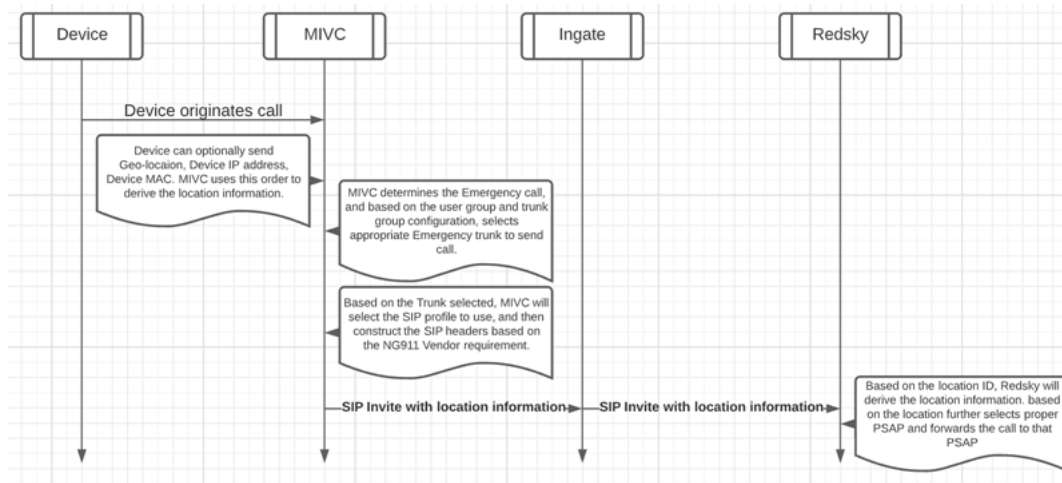 Device
MIVC
Ingate
Redsky
Device originates call
Device can optionally send
Geo-locaion, Device IP address,
Device MAC. MIVC uses this order to
derive the location information.
MIVC determines the Emergency call,
and based on the user group and trunk
group configuration, selects
appropriate Emergency trunk to send
call.
Based on the Trunk selected, MIVC will
select the SIP profile to use, and then
construct the SIP headers based on
the NG911 Vendor requirement.
SIP Invite with location information
SIP Invite with location information
Based on the location ID, Redsky will
derive the location information. based
on the location further selects proper
PSAP and forwards the call to that
PSAP